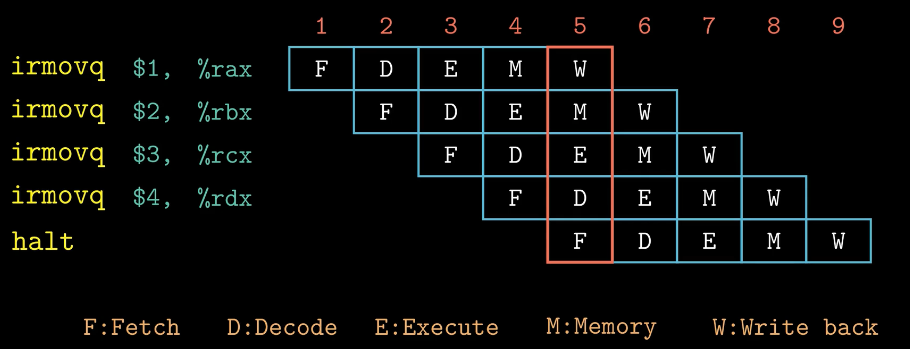 1 2 3 4 5 6 7 8 9
irmovq $1, %rax F D E M W
irmovq $2, %rbx F D E M W
irmovq $3, %rcx F D E M W
irmovq $4, %rdx F D E M W
halt F D E M W
F:Fetch D:Decode E:Execute M:Memory W:Write back